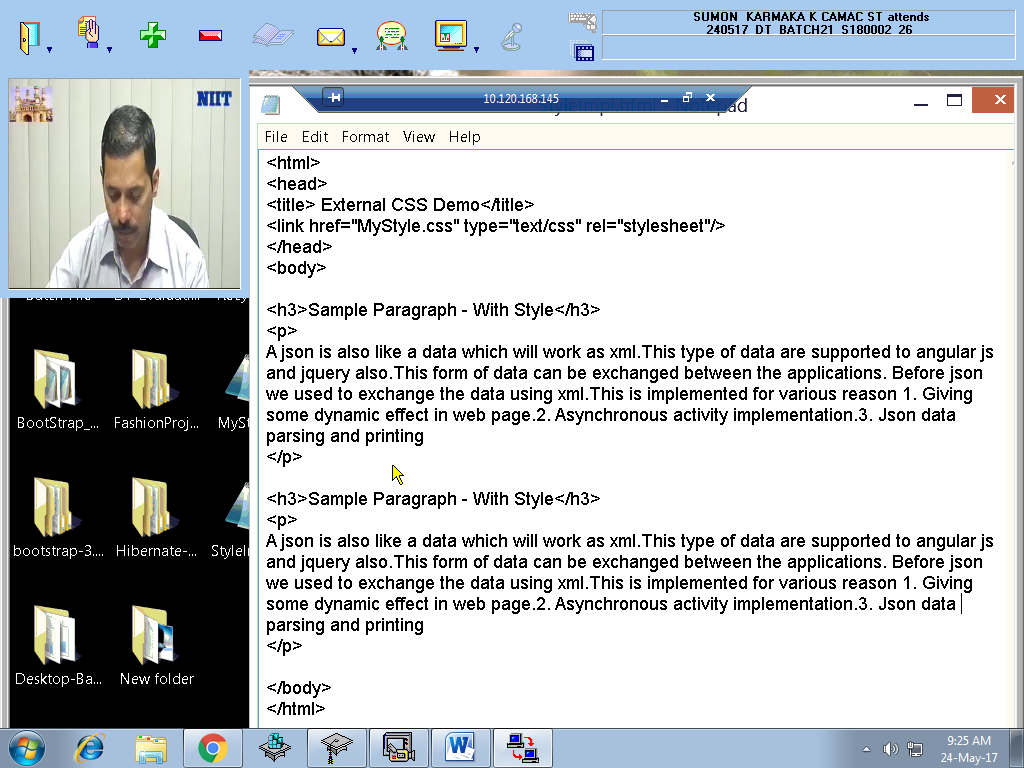 SUMON KARMAKA K CAMAC ST attends
240517 DT BATCH21 S180002 26
NIIT
10.120.168.145
File Edit Format View Help
<html>
<head>
<title> External CSS Demo</title>
<link href="MyStyle.css" type="text/css" rel="stylesheet"/>
</head>
<body>
<h3>Sample Paragraph - With Style</h3>
<p>
A json is also like a data which will work as xml.This type of data are supported to angular js
and jquery also.This form of data can be exchanged between the applications. Before json
we used to exchange the data using xml.This is implemented for various reason 1. Giving
some dynamic effect in web page.2. Asynchronous activity implementation.3. Json data
parsing and printing
</p>
<h3>Sample Paragraph - With Style</h3>
<p>
A json is also like a data which will work as xml.This type of data are supported to angular js
and jquery also.This form of data can be exchanged between the applications. Before json
we used to exchange the data using xml.This is implemented for various reason 1. Giving
some dynamic effect in web page.2. Asynchronous activity implementation.3. Json data
parsing and printing
</p>
</body>
</html>
BootStrap_... FashionProj... MySt
bootstrap-3.... Hibernate-... StyleI
Desktop-Ba... New folder
9:25 AM
24-May-17